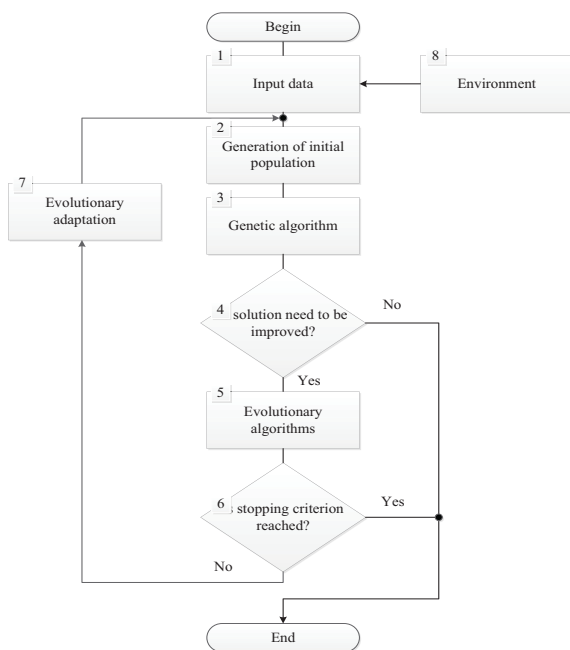 Begin
1
Input data
8
Environment
2
Generation of initial
population
7
Evolutionary
adaptation
3
Genetic algorithm
4
solution need to be
improved?
No
Yes
5
Evolutionary
algorithms
6
stopping criterion
reached?
Yes
No
End